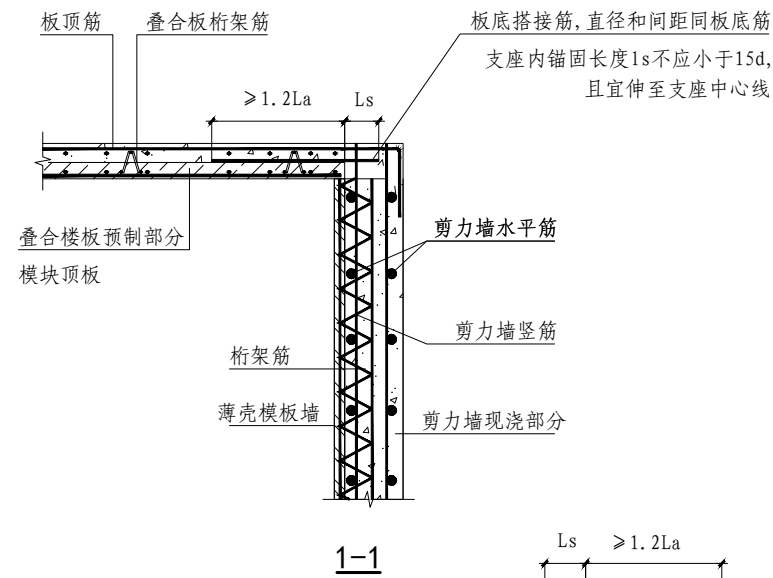 板顶筋
叠合板桁架筋
板底搭接筋,直径和间距同板底筋
支座内锚固长度ls不应小于15d,
且宜伸至支座中心线
≥1.2La
Ls
叠合楼板预制部分
模块顶板
剪力墙水平筋
剪力墙竖筋
桁架筋
薄壳模板墙
剪力墙现浇部分
1-1
Ls
≥1.2La